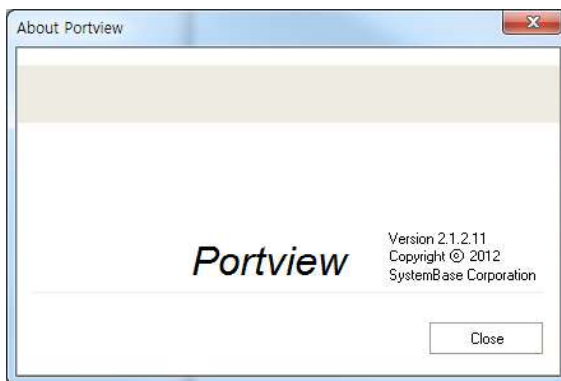 About Portview
Portview
Version 2.1.2.11
Copyright ⓒ 2012
SystemBase Corporation
Close